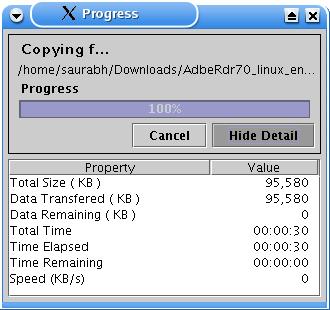 X Progress
Copying f...
/home/saurabh/Downloads/AdbeRdr70_linux_en...
Progress
100%
Cancel Hide Detail
Property Value
Total Size ( KB ) 95,580
Data Transfered ( KB ) 95,580
Data Remaining ( KB ) 0
Total Time 00:00:30
Time Elapsed 00:00:30
Time Remaining 00:00:00
Speed (KB/s) 0